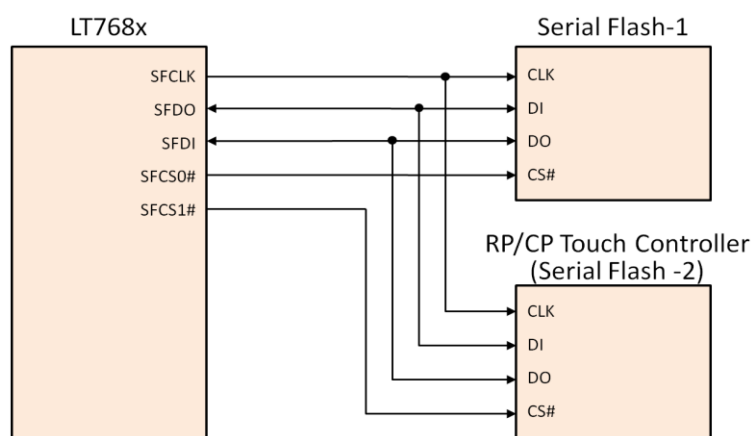 LT768x
SFCLK
SFDO
SFDI
SFCS0#
SFCS1#
Serial Flash-1
CLK
DI
DO
CS#
RP/CP Touch Controller
(Serial Flash -2)
CLK
DI
DO
CS#